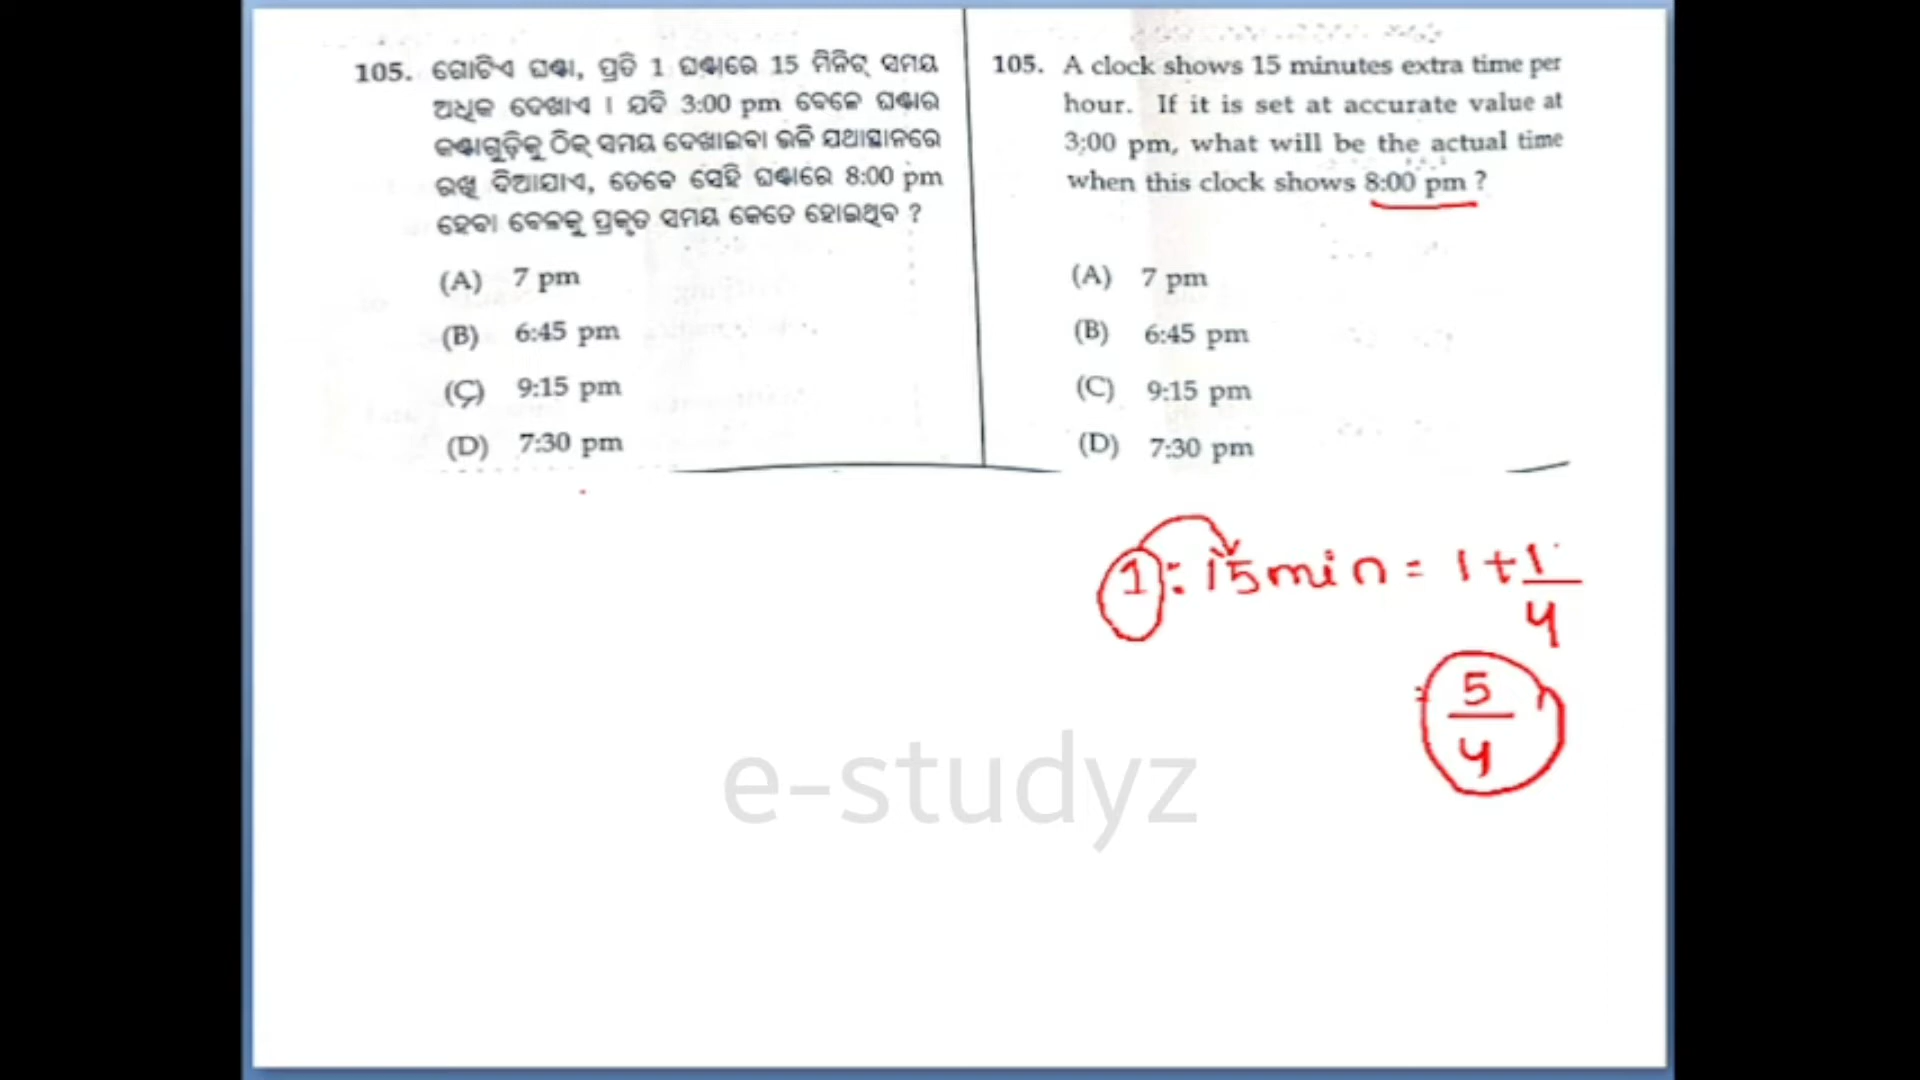 105. ଗୋଟିଏ ଘଣ୍ଟା, ପ୍ରତି 1 ଘଣ୍ଟାରେ 15 ମିନିଟ୍ ସମୟ
ଅଧିକ ଦେଖାଏ । ଯଦି 3:00 pm ବେଳେ ଘଣ୍ଟାର
କଣ୍ଟାଗୁଡ଼ିକୁ ଠିକ୍ ସମୟ ଦେଖାଇବା ଭଳି ଯଥାସ୍ଥାନରେ
ରଖି ଦିଆଯାଏ, ତେବେ ସେହି ଘଣ୍ଟାରେ 8:00 pm
ହେବା ବେଳକୁ ପ୍ରକୃତ ସମୟ କେତେ ହୋଇଥିବ ?
(A) 7 pm
(B) 6:45 pm
(C) 9:15 pm
(D) 7:30 pm
105. A clock shows 15 minutes extra time per
hour. If it is set at accurate value at
3:00 pm, what will be the actual time
when this clock shows 8:00 pm ?
(A) 7 pm
(B) 6:45 pm
(C) 9:15 pm
(D) 7:30 pm
1 : 15 min = 1 + 1/4
= 5/4
e-studyz